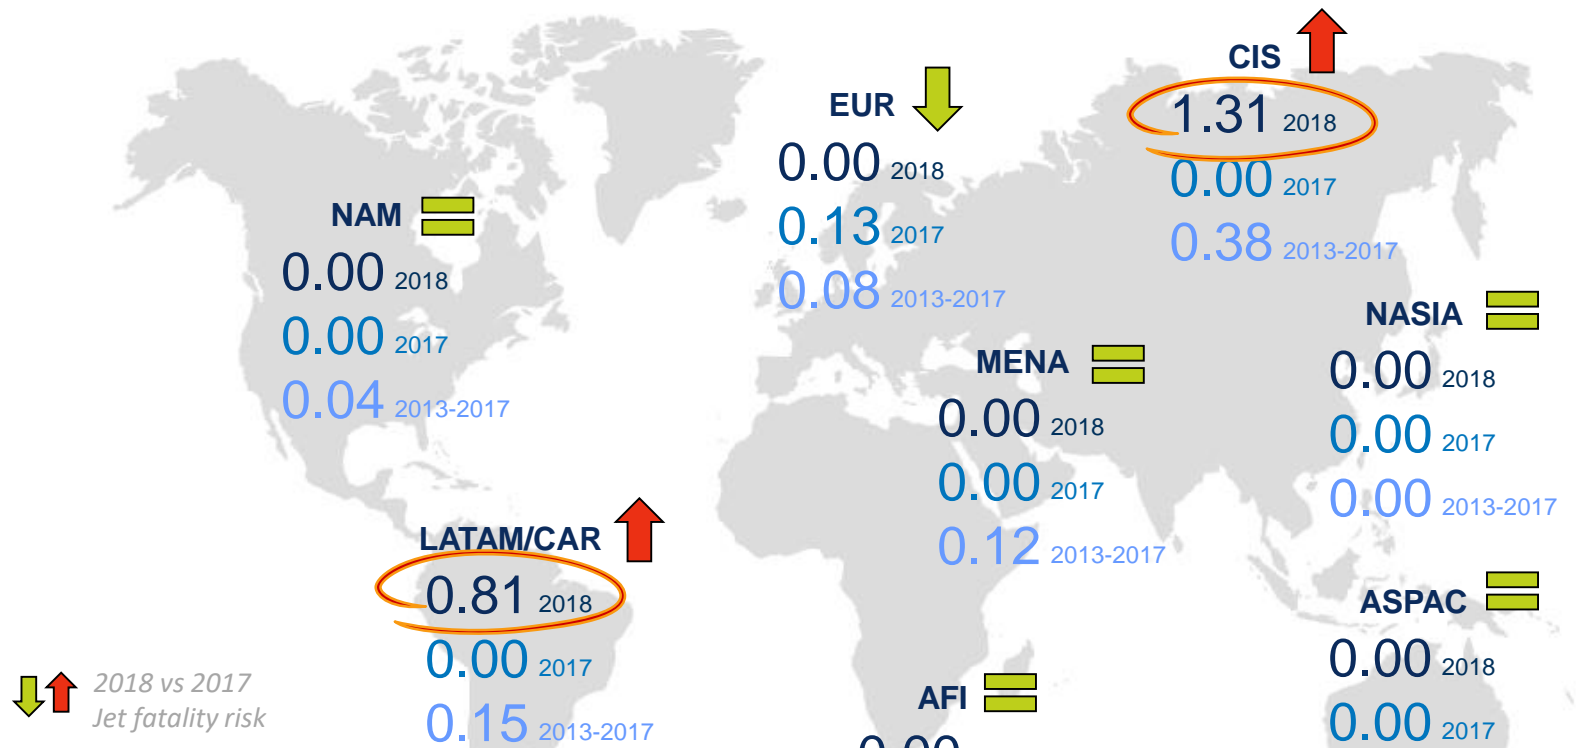 CIS
1.31 2018
0.00 2017
0.38 2013-2017
EUR
0.00 2018
0.13 2017
0.08 2013-2017
NAM
0.00 2018
0.00 2017
0.04 2013-2017
NASIA
0.00 2018
0.00 2017
0.00 2013-2017
MENA
0.00 2018
0.00 2017
0.12 2013-2017
LATAM/CAR
0.81 2018
0.00 2017
0.15 2013-2017
ASPAC
0.00 2018
0.00 2017
AFI
2018 vs 2017
Jet fatality risk